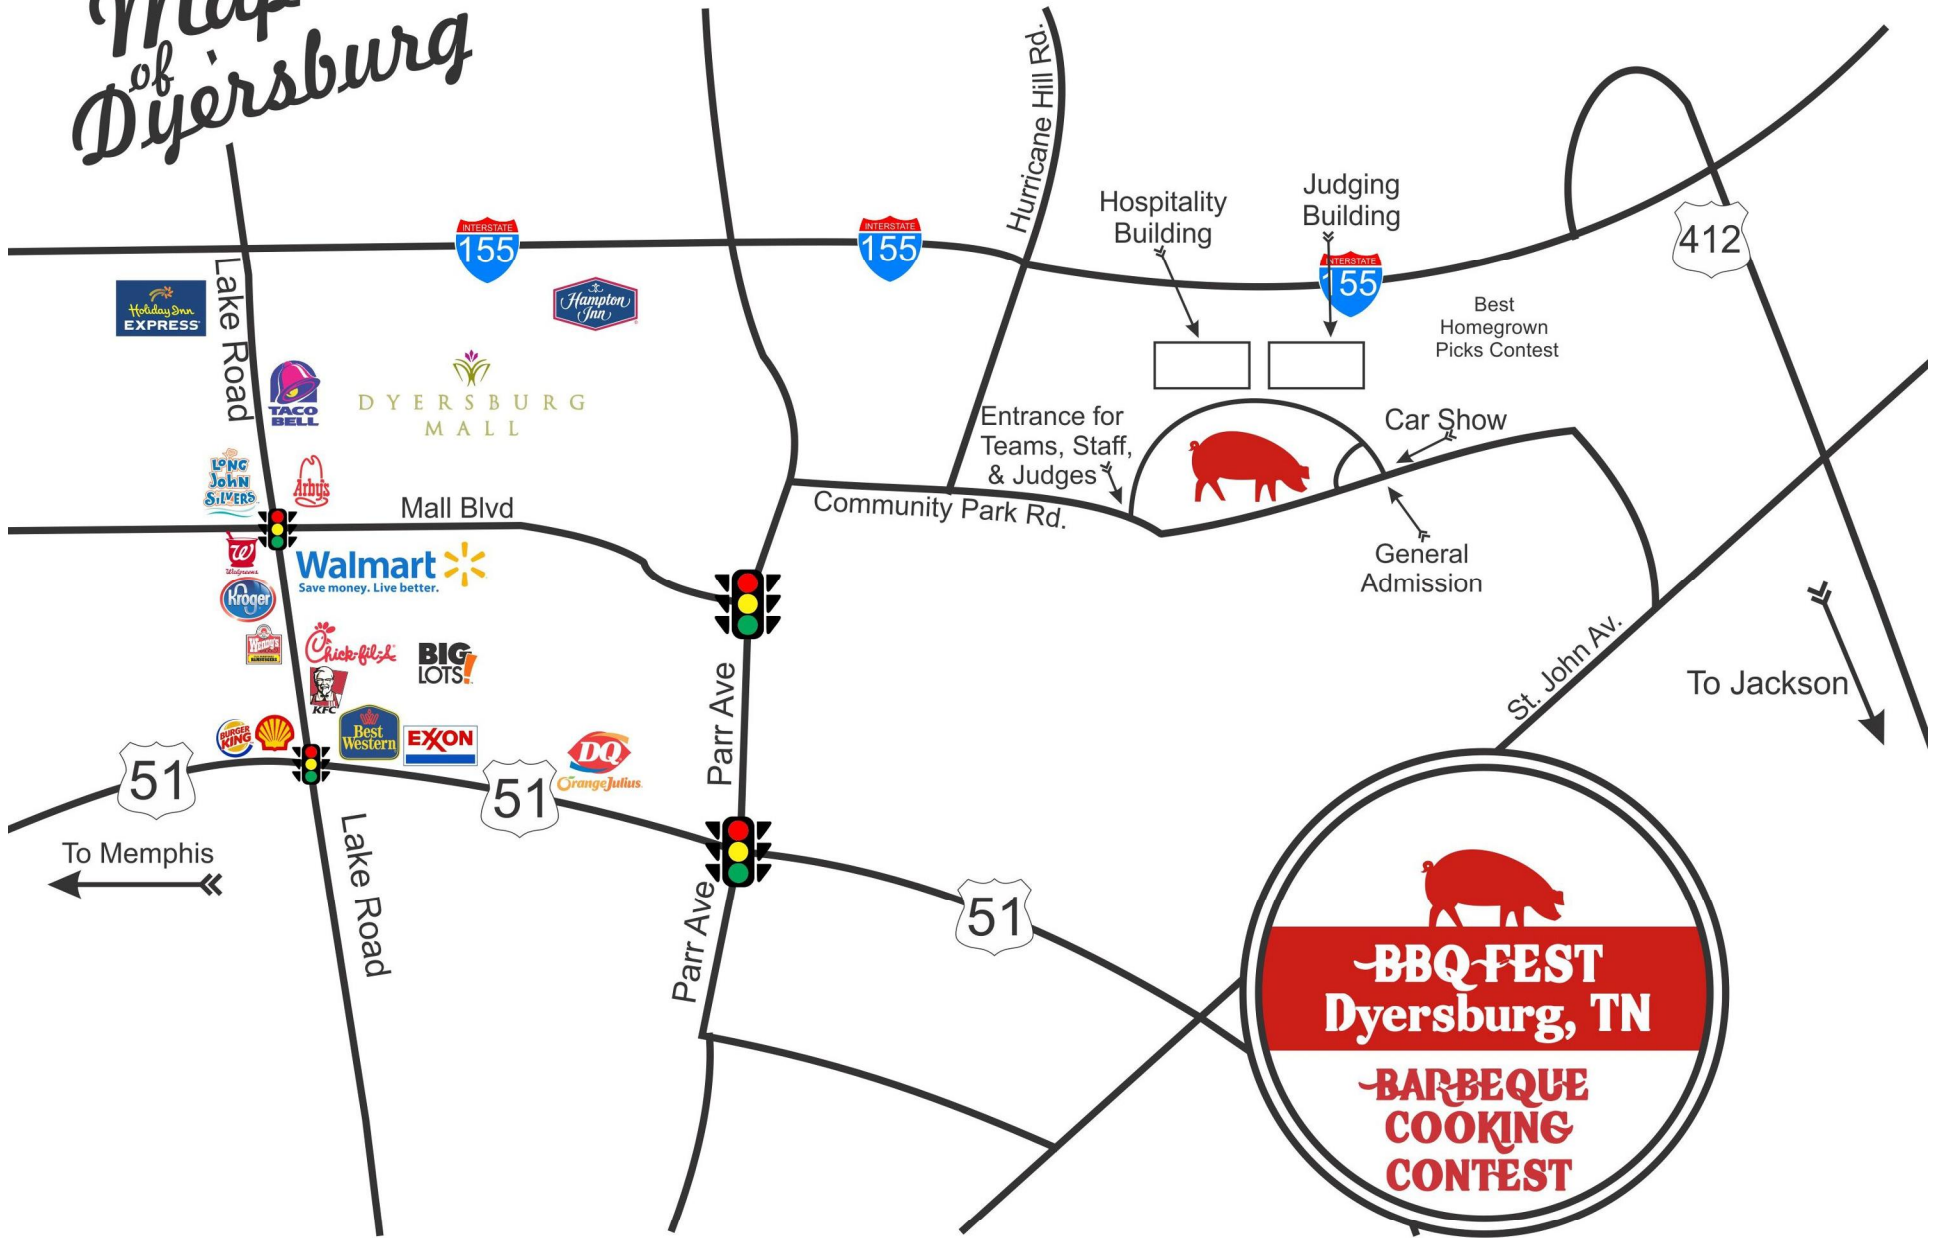 Map
of
Dyersburg
Hurricane Hill Rd.
Hospitality
Building
Judging
Building
INTERSTATE
155
INTERSTATE
155
INTERSTATE
155
412
Lake Road
Holiday Inn
EXPRESS
Hampton
Inn
Best
Homegrown
Picks Contest
TACO
BELL
DYERSBURG
MALL
Entrance for
Teams, Staff,
& Judges
Car Show
LONG
JOHN
SILVERS
Arby's
Mall Blvd
Community Park Rd.
General
Admission
W
Walgreens
Walmart
Save money. Live better.
Kroger
Wendy's
Chick-fil-A
BIG
LOTS!
KFC
Parr Ave
St. John Av.
To Jackson
BURGER
KING
Best
Western
EXXON
DQ
Orange Julius
51
51
To Memphis
Lake Road
Parr Ave
51
BBQ FEST
Dyersburg, TN
BARBEQUE
COOKING
CONTEST